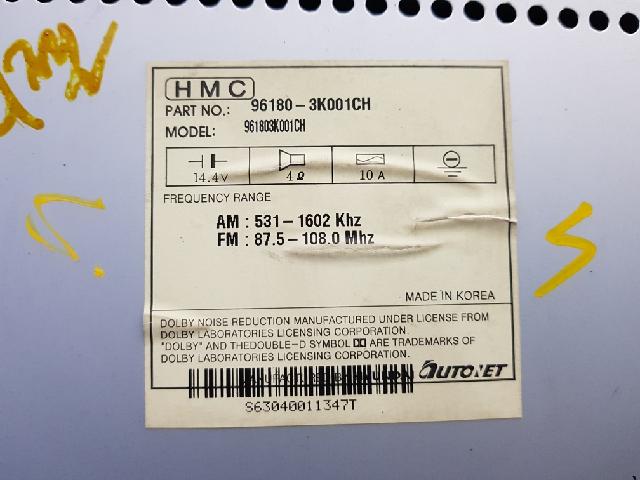 HMC
PART NO.: 96180-3K001CH
MODEL: 961803K001CH
14.4V 4Ω 10A
FREQUENCY RANGE
AM : 531-1602 Khz
FM : 87.5-108.0 Mhz
MADE IN KOREA
DOLBY NOISE REDUCTION MANUFACTURED UNDER LICENSE FROM
DOLBY LABORATORIES LICENSING CORPORATION.
"DOLBY" AND THEDOUBLE-D SYMBOL DD ARE TRADEMARKS OF
DOLBY LABORATORIES LICENSING CORPORATION.
AUTONET
S63040011347T